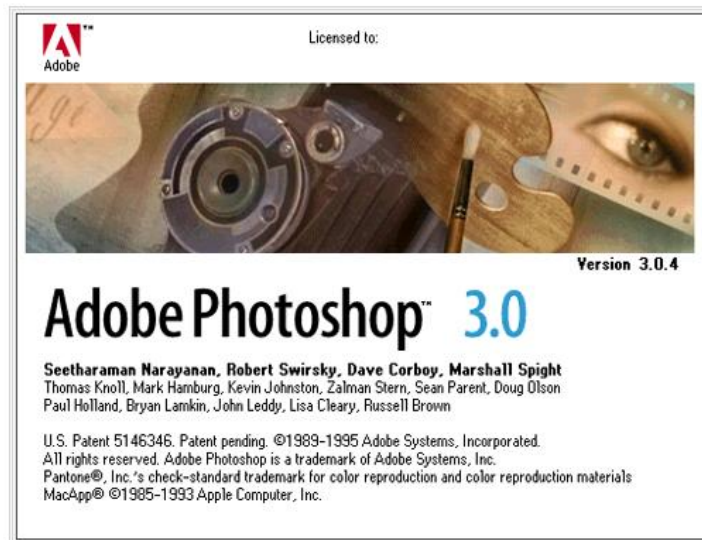 Adobe™
Licensed to:
Version 3.0.4
Adobe Photoshop™ 3.0
Seetharaman Narayanan, Robert Swirsky, Dave Corboy, Marshall Spight
Thomas Knoll, Mark Hamburg, Kevin Johnston, Zalman Stern, Sean Parent, Doug Olson
Paul Holland, Bryan Lamkin, John Leddy, Lisa Cleary, Russell Brown
U.S. Patent 5146346. Patent pending. ©1989-1995 Adobe Systems, Incorporated.
All rights reserved. Adobe Photoshop is a trademark of Adobe Systems, Inc.
Pantone®, Inc.'s check-standard trademark for color reproduction and color reproduction materials
MacApp® ©1985-1993 Apple Computer, Inc.